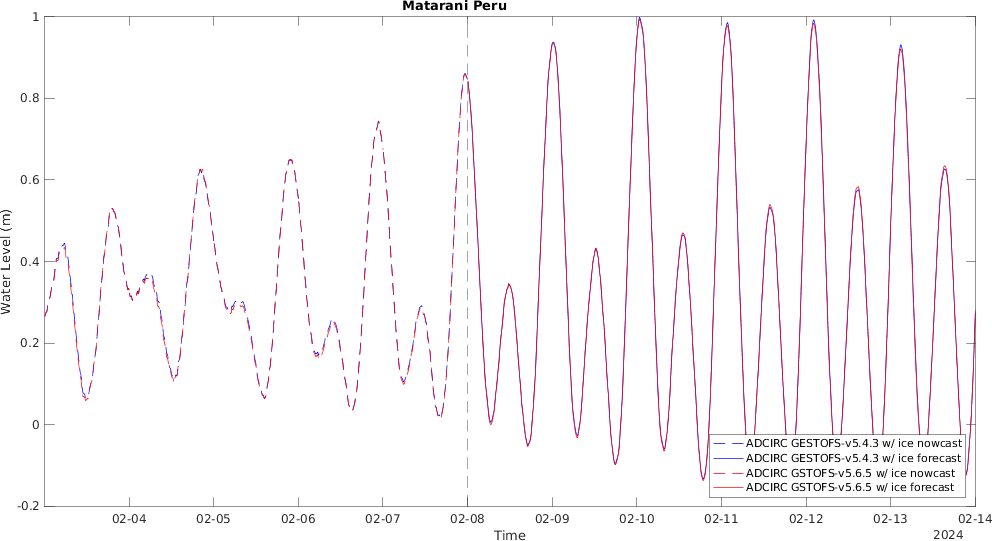 Matarani Peru
1
0.8
0.6
0.4
0.2
0
-0.2
Water Level (m)
ADCIRC GESTOFS-v5.4.3 w/ ice nowcast
ADCIRC GESTOFS-v5.4.3 w/ ice forecast
ADCIRC GSTOFS-v5.6.5 w/ ice nowcast
ADCIRC GSTOFS-v5.6.5 w/ ice forecast
02-04 02-05 02-06 02-07 02-08 02-09 02-10 02-11 02-12 02-13 02-14
Time
2024